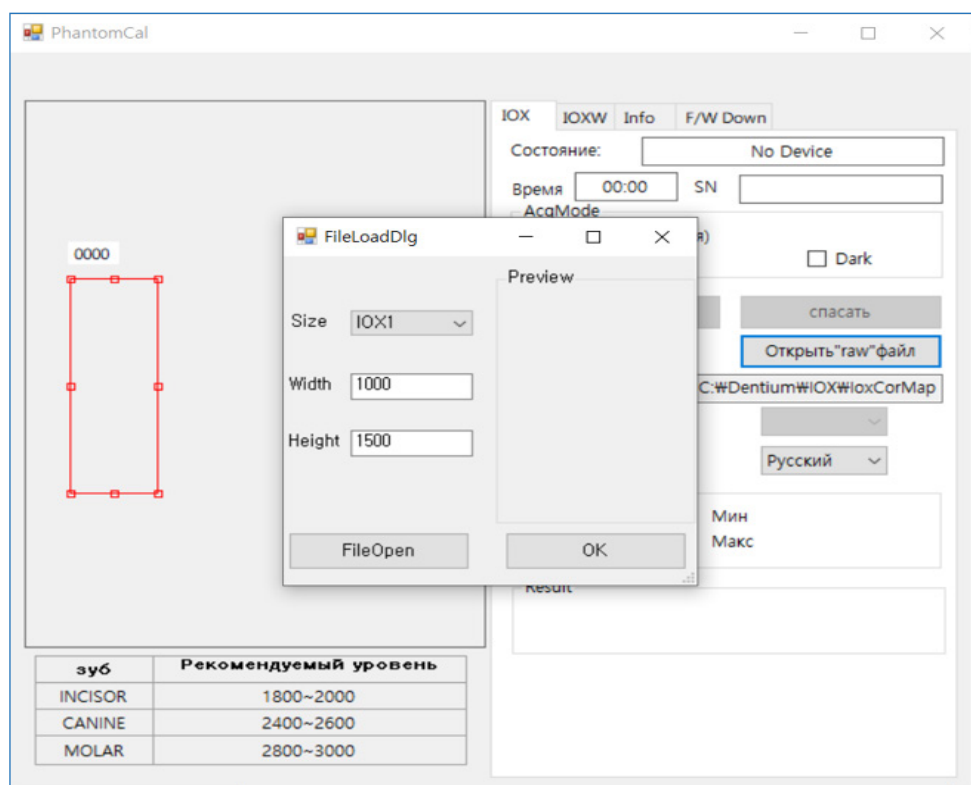 PhantomCal
IOX IOXW Info F/W Down
Состояние: No Device
Время 00:00 SN
AcqMode
я)
Dark
0000
FileLoadDlg
Preview
Size IOX1
Width 1000
Height 1500
FileOpen OK
спасать
Открыть"raw"файл
C:₩Dentium₩IOX₩IoxCorMap
Русский
Мин
Макс
Result
зуб Рекомендуемый уровень
INCISOR 1800~2000
CANINE 2400~2600
MOLAR 2800~3000